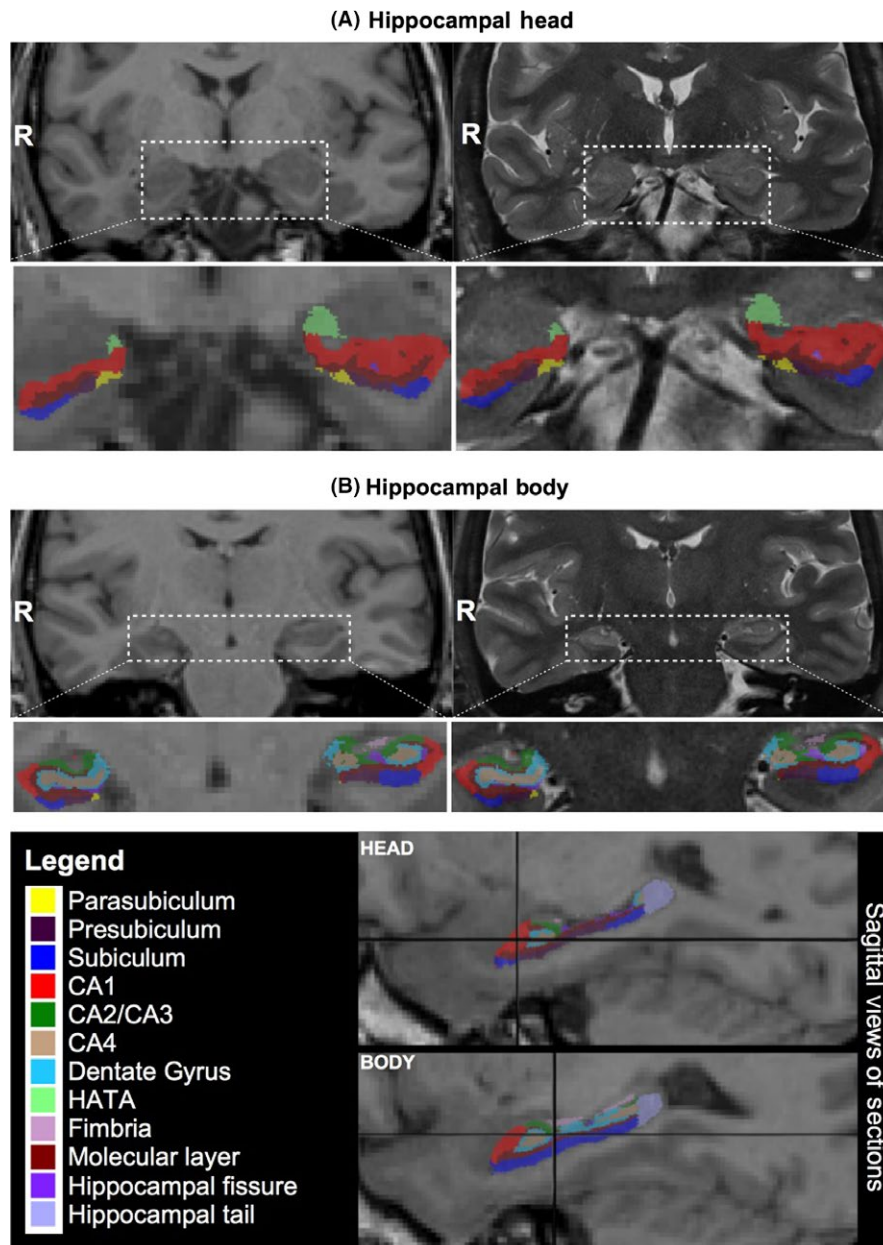 (A) Hippocampal head
R
R
(B) Hippocampal body
R
R
Legend
Parasubiculum
Presubiculum
Subiculum
CA1
CA2/CA3
CA4
Dentate Gyrus
HATA
Fimbria
Molecular layer
Hippocampal fissure
Hippocampal tail
HEAD
BODY
Sagittal views of sections